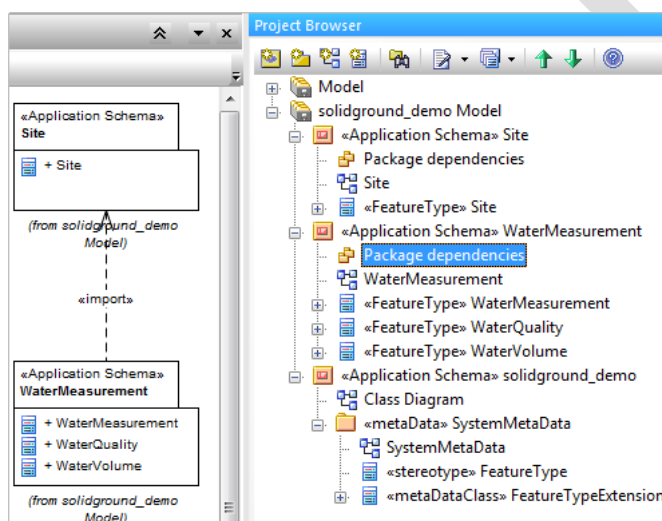 Project Browser
«Application Schema»
Site
+ Site
(from solidground_demo
Model)
«import»
«Application Schema»
WaterMeasurement
+ WaterMeasurement
+ WaterQuality
+ WaterVolume
(from solidground_demo
Model)
Model
solidground_demo Model
«Application Schema» Site
Package dependencies
Site
«FeatureType» Site
«Application Schema» WaterMeasurement
Package dependencies
WaterMeasurement
«FeatureType» WaterMeasurement
«FeatureType» WaterQuality
«FeatureType» WaterVolume
«Application Schema» solidground_demo
Class Diagram
«metaData» SystemMetaData
SystemMetaData
«stereotype» FeatureType
«metaDataClass» FeatureTypeExtension